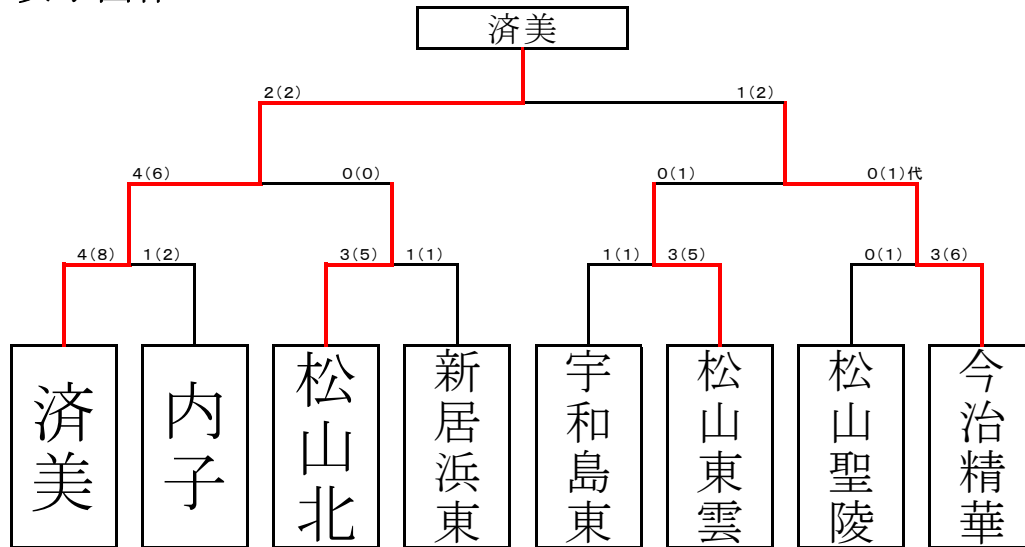 済美
2(2)
1(2)
4(6)
0(0)
0(1)
0(1)代
4(8)
1(2)
3(5)
1(1)
1(1)
3(5)
0(1)
3(6)
済美
内子
松山北
新居浜東
宇和島東
松山東雲
松山聖陵
今治精華